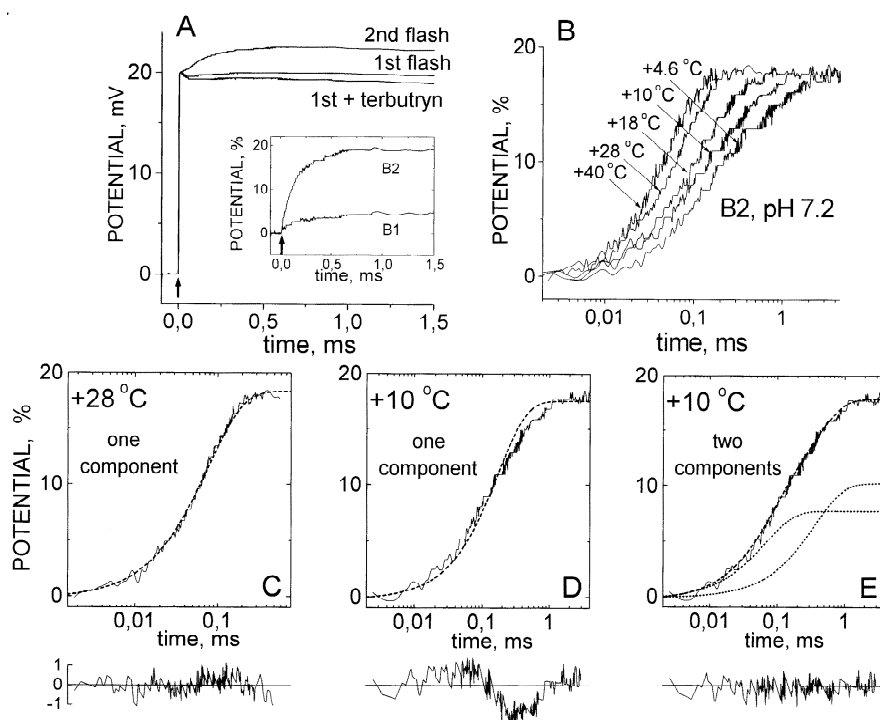 A
2nd flash
1st flash
1st + terbutryn
POTENTIAL, mV
20
10
0
0,0
0,5
1,0
1,5
time, ms
POTENTIAL, %
20
10
0
B2
B1
0,0
0,5
1,0
1,5
time, ms
B
POTENTIAL, %
20
10
0
+4.6 °C
+10 °C
+18 °C
+28 °C
+40 °C
B2, pH 7.2
0,01
0,1
1
time, ms
POTENTIAL, %
20
10
0
+28 °C
one
component
C
0,01
0,1
time, ms
1
0
-1
20
10
0
+10 °C
one
component
D
0,01
0,1
1
time, ms
20
10
0
+10 °C
two
components
E
0,01
0,1
1
time, ms